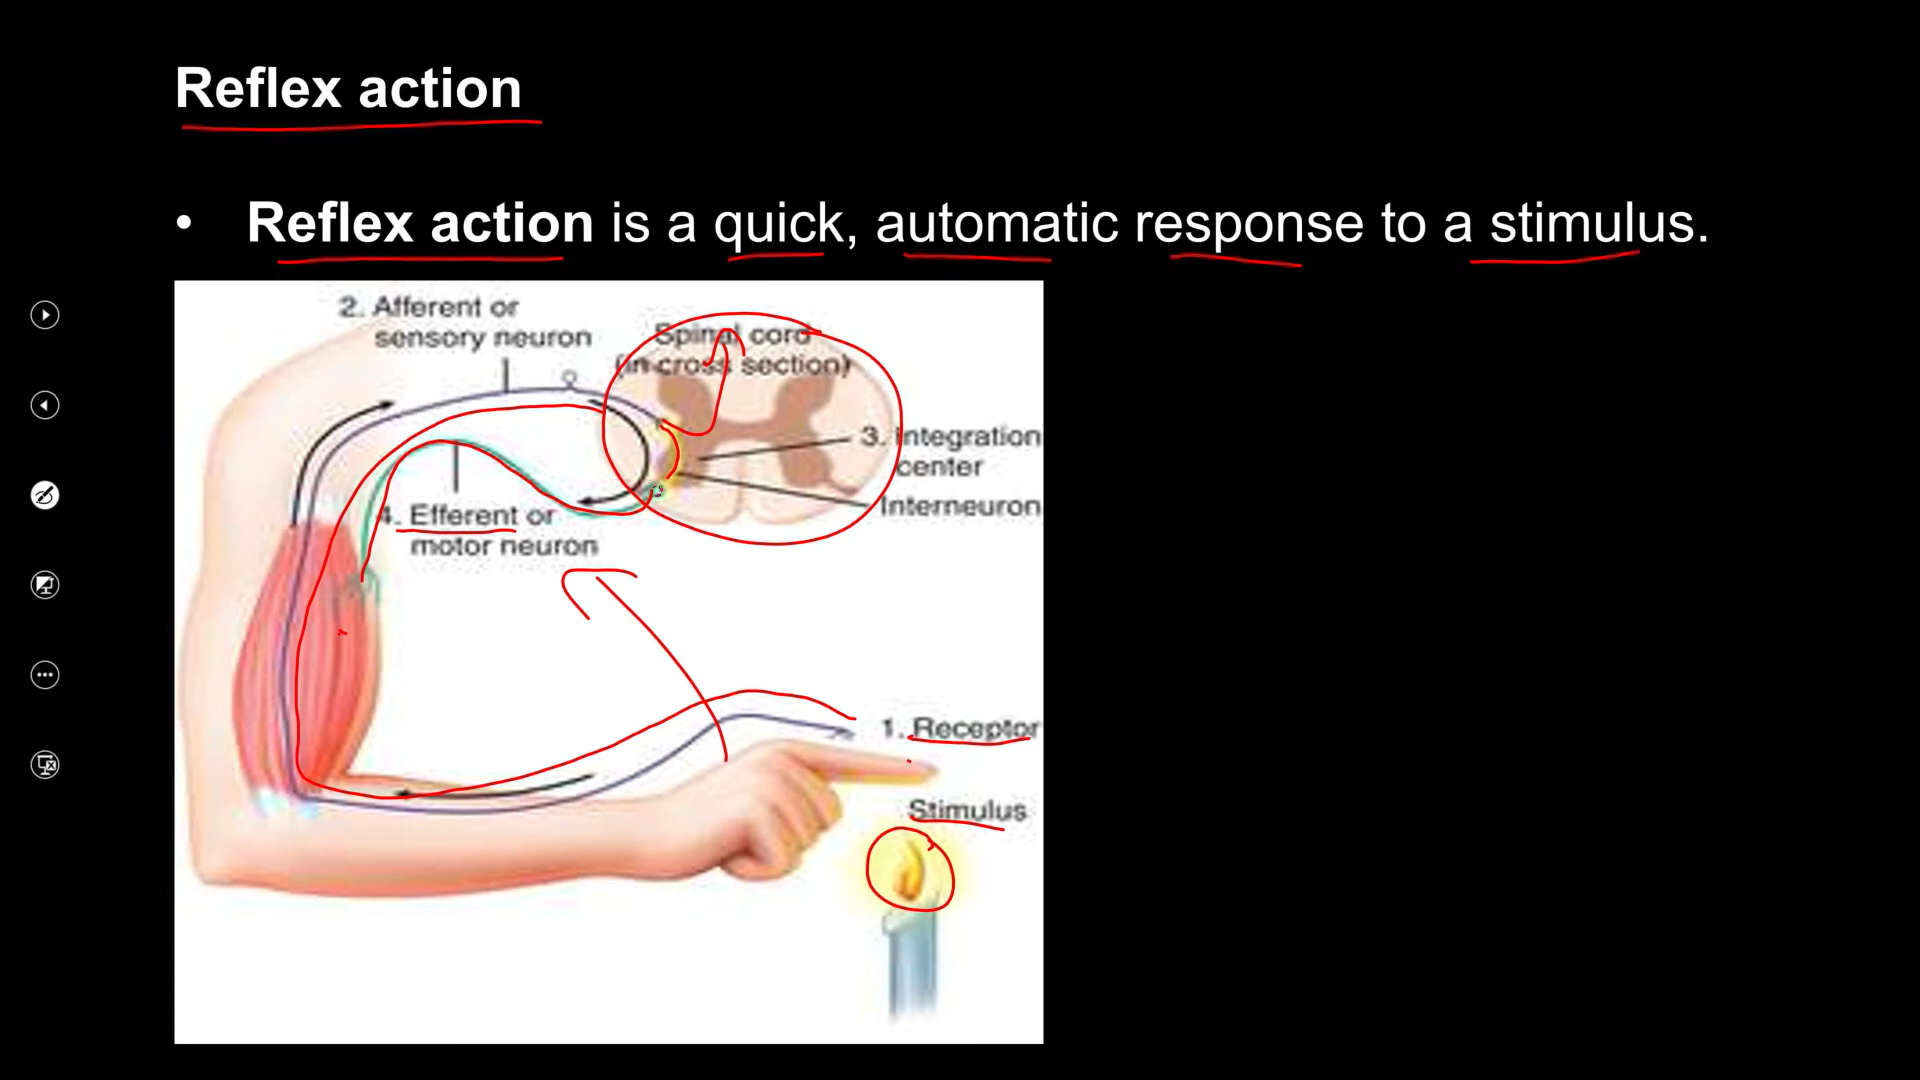 Reflex action
• Reflex action is a quick, automatic response to a stimulus.
2. Afferent or
sensory neuron
Spinal cord
(in cross section)
3. Integration
center
Interneuron
4. Efferent or
motor neuron
1. Receptor
Stimulus